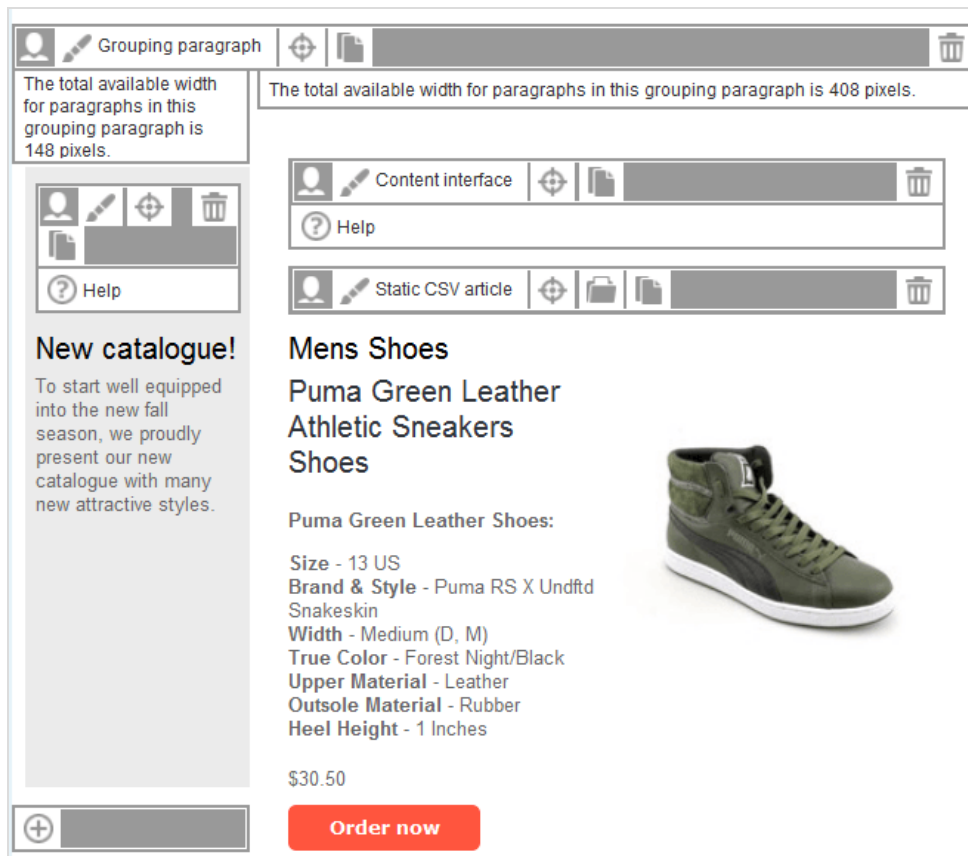 Grouping paragraph
The total available width
for paragraphs in this
grouping paragraph is
148 pixels.
The total available width for paragraphs in this grouping paragraph is 408 pixels.
Help
New catalogue!
To start well equipped
into the new fall
season, we proudly
present our new
catalogue with many
new attractive styles.
Content interface
Help
Static CSV article
Mens Shoes
Puma Green Leather
Athletic Sneakers
Shoes
Puma Green Leather Shoes:
Size - 13 US
Brand & Style - Puma RS X Undftd
Snakeskin
Width - Medium (D, M)
True Color - Forest Night/Black
Upper Material - Leather
Outsole Material - Rubber
Heel Height - 1 Inches
$30.50
Order now